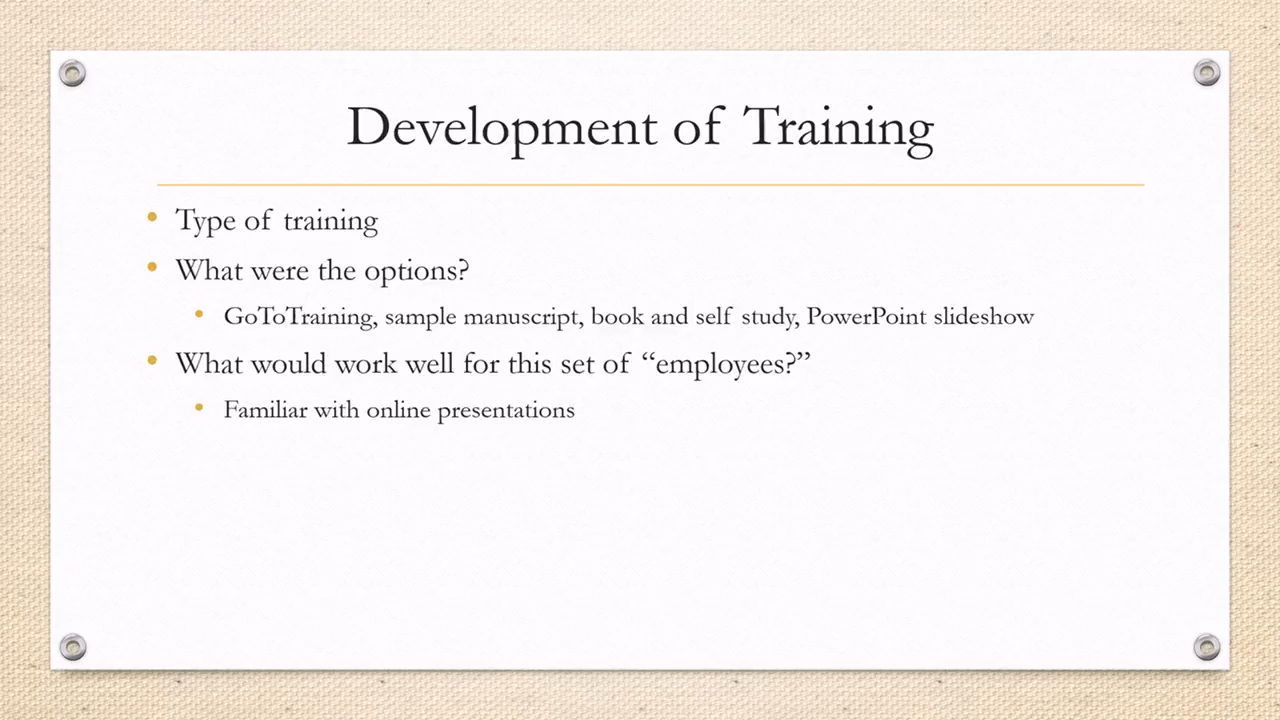 Development of Training
• Type of training
• What were the options?
• GoToTraining, sample manuscript, book and self study, PowerPoint slideshow
• What would work well for this set of “employees?”
• Familiar with online presentations